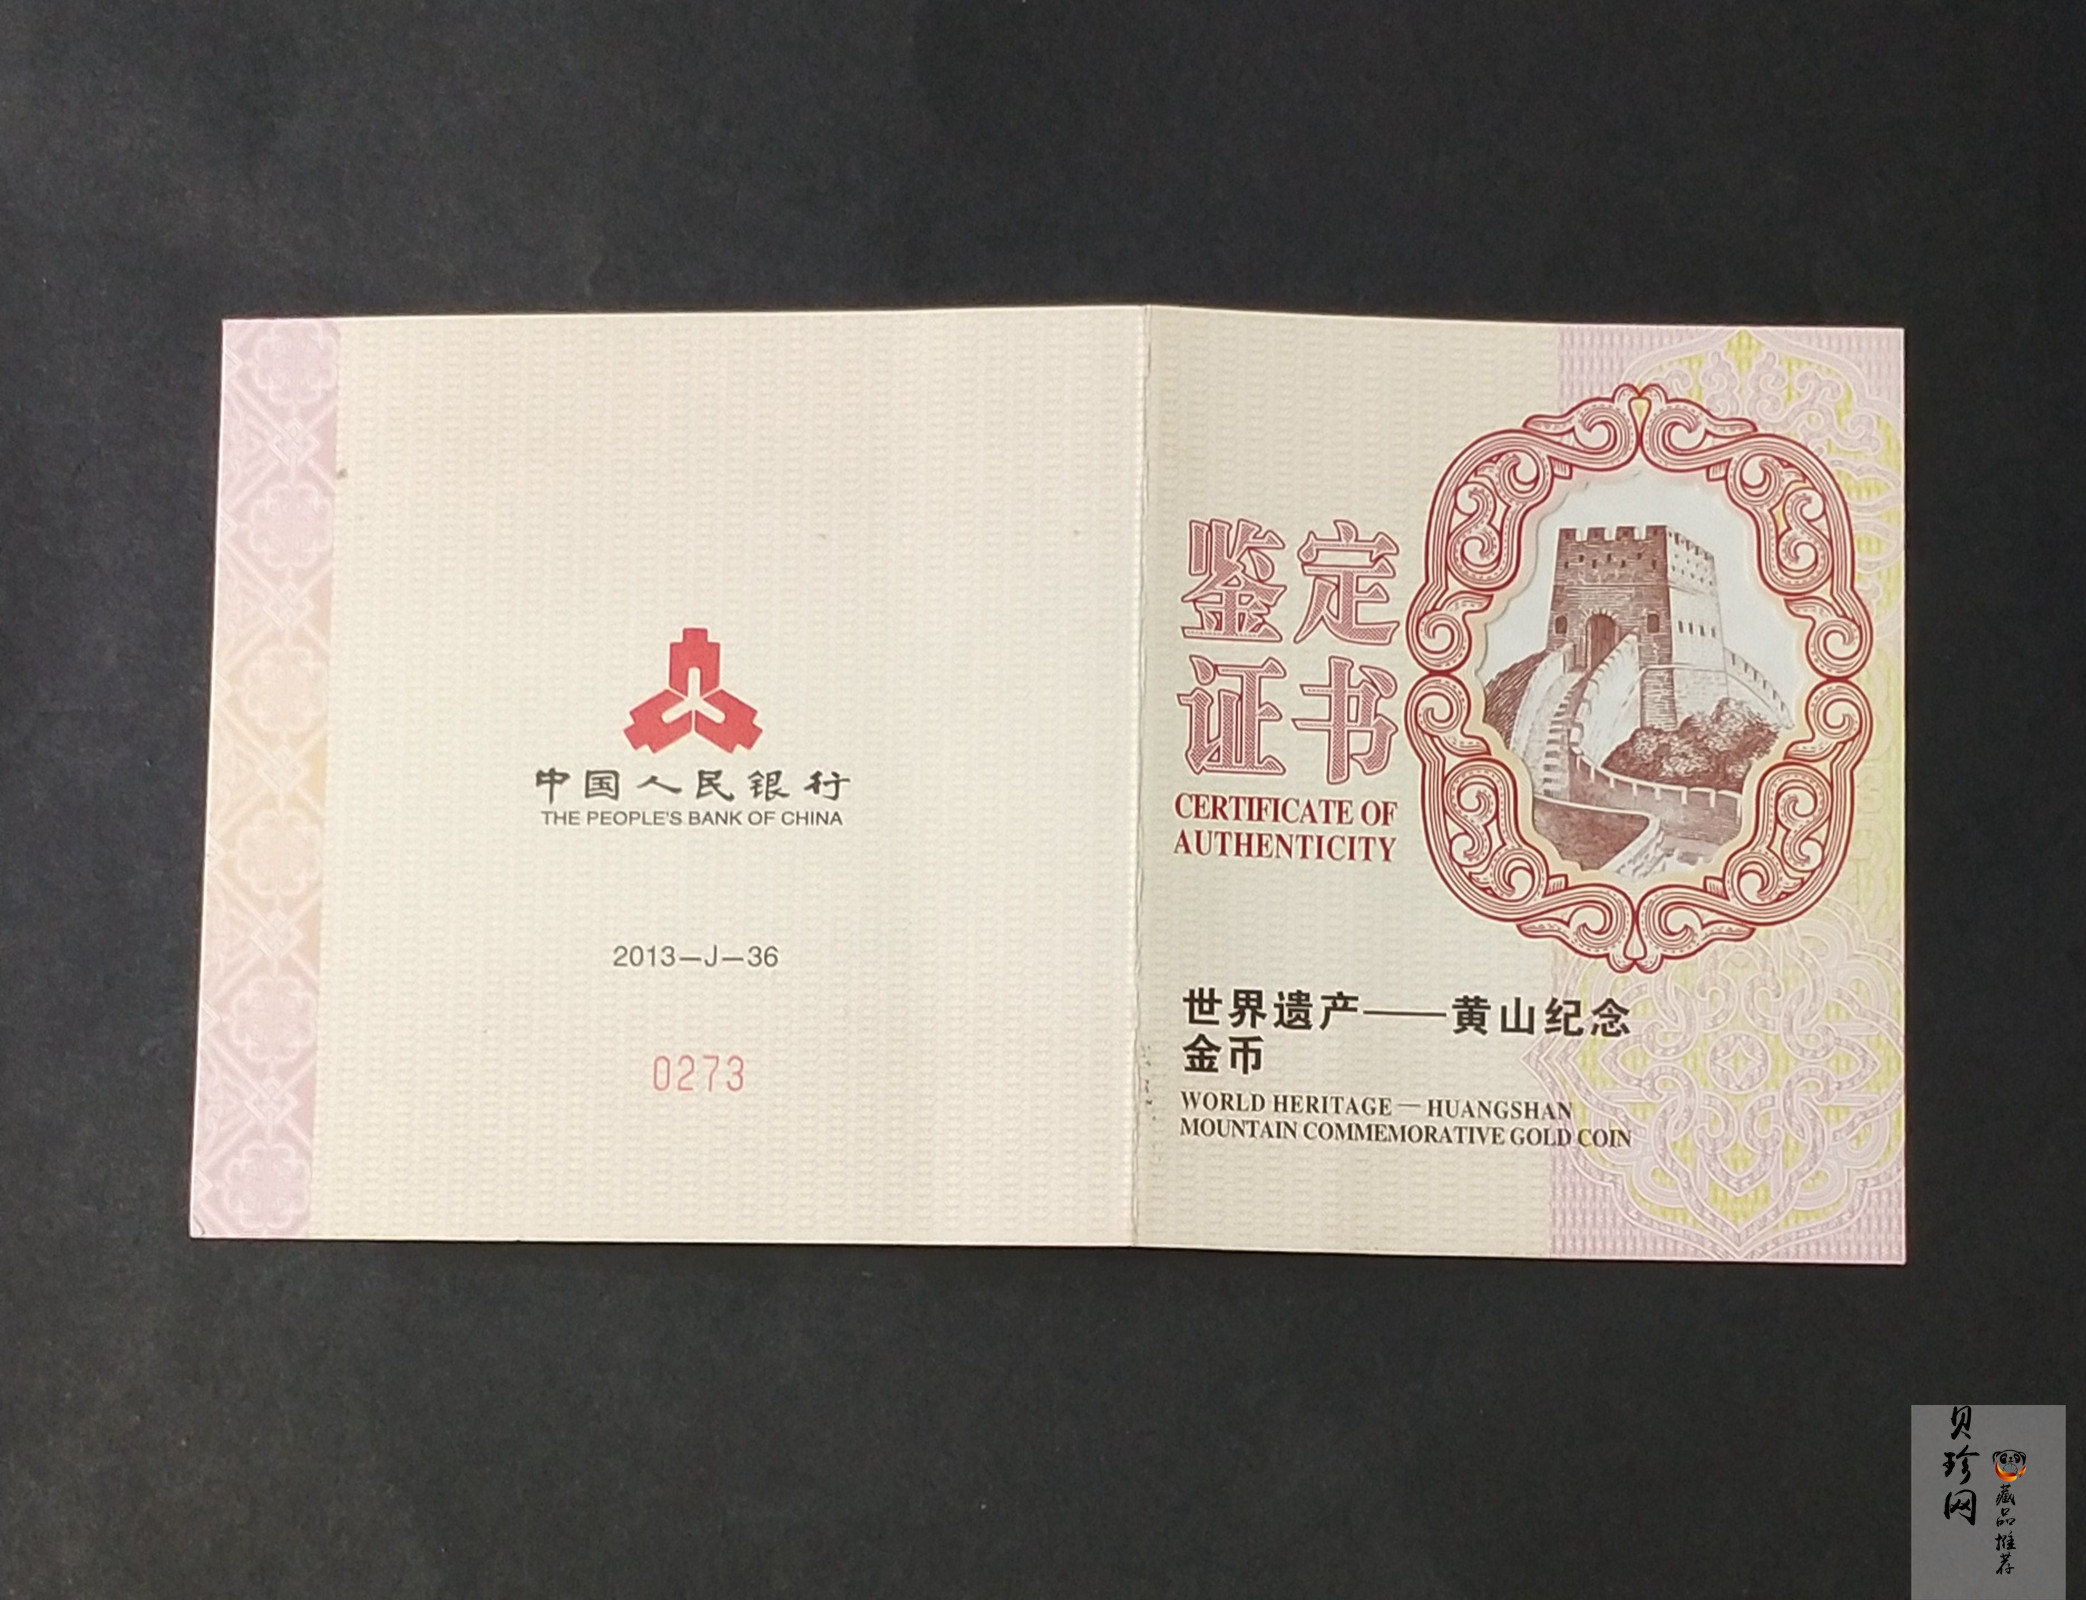 中国人民银行
THE PEOPLE'S BANK OF CHINA
2013—J—36
0273
鉴定
证书
CERTIFICATE OF
AUTHENTICITY
世界遗产——黄山纪念
金币
WORLD HERITAGE — HUANGSHAN
MOUNTAIN COMMEMORATIVE GOLD COIN
贝珍网
藏品推荐